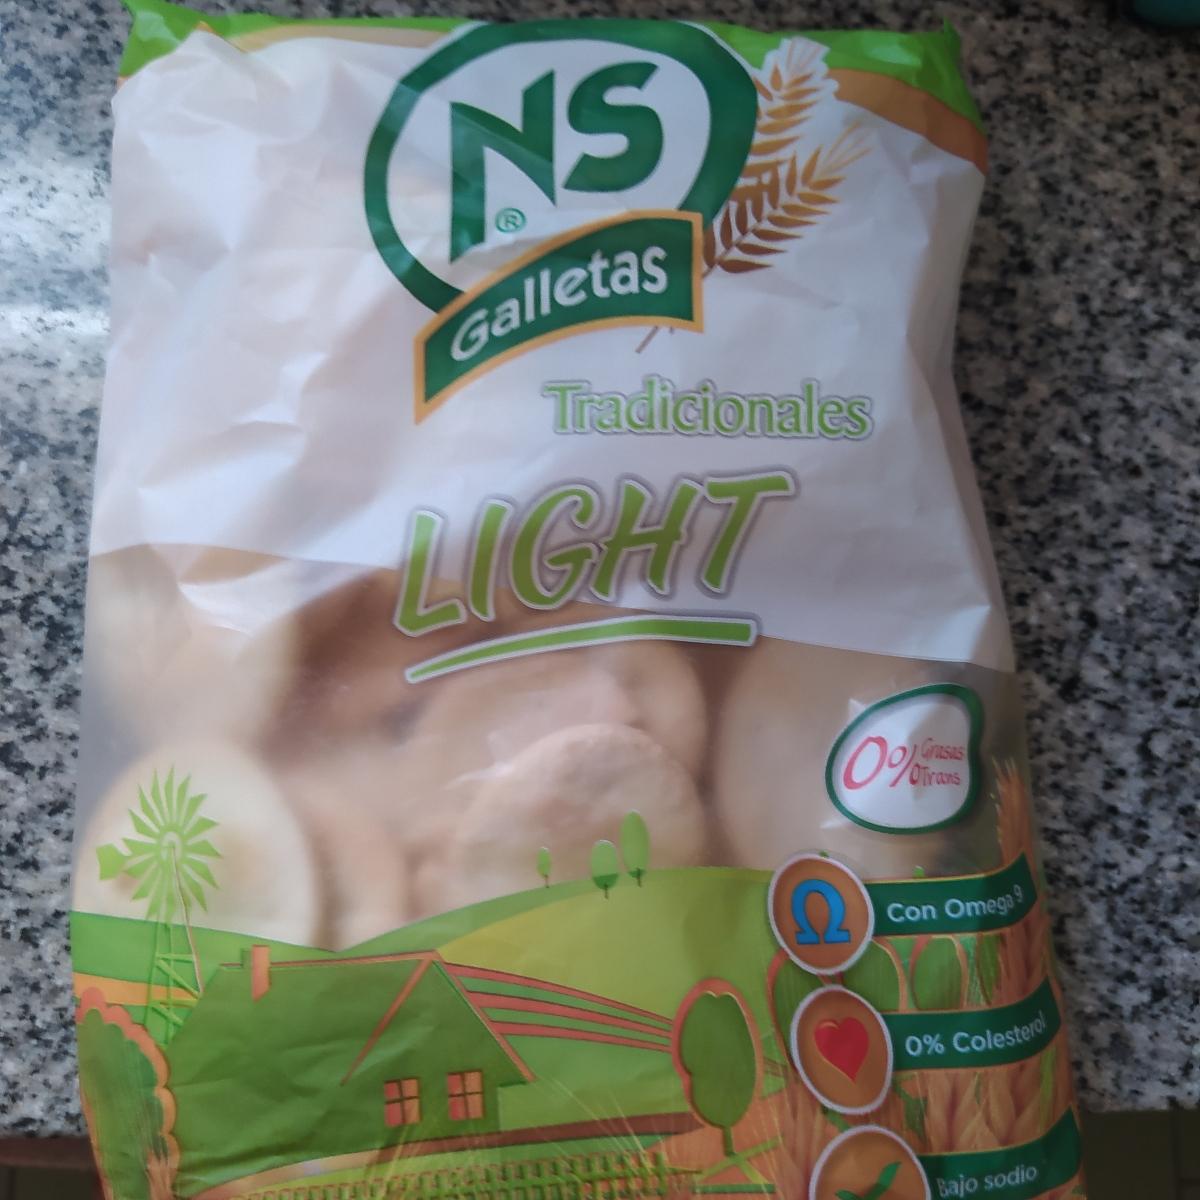 NS
®
Galletas
Tradicionales
LIGHT
0% Grasas
Trans
Ω
Con Omega 9
0% Colesterol
Bajo sodio